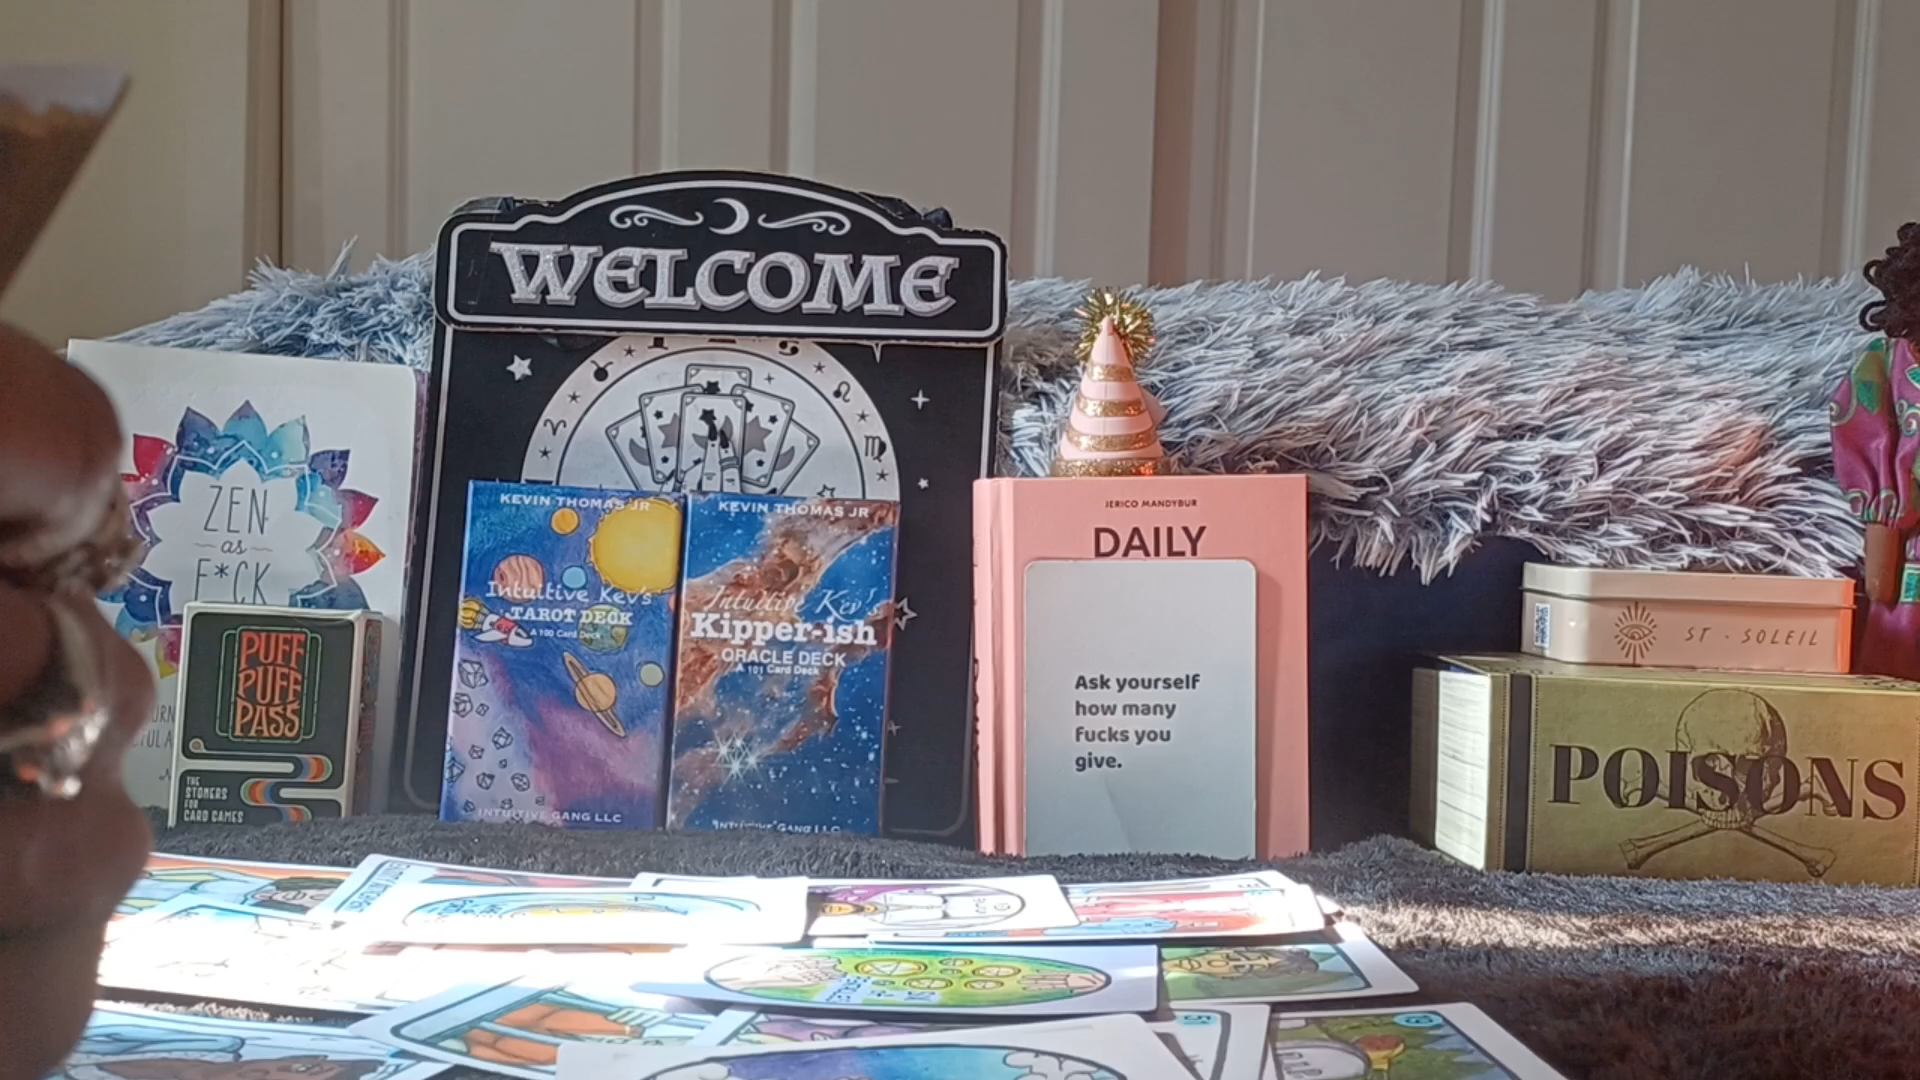 WELCOME
ZEN
as
F*CK
PUFF
PUFF
PASS
THE
STONERS
FOR
CARD GAMES
KEVIN THOMAS JR
Intuitive Kev's
TAROT DECK
A 100 Card Deck
INTUITIVE GANG LLC
KEVIN THOMAS JR
Intuitive Kev's
Kipper-ish
ORACLE DECK
A 101 Card Deck
INTUITIVE GANG LLC
JERICO MANDYBUR
DAILY
Ask yourself
how many
fucks you
give.
ST · SOLEIL
POISONS
51